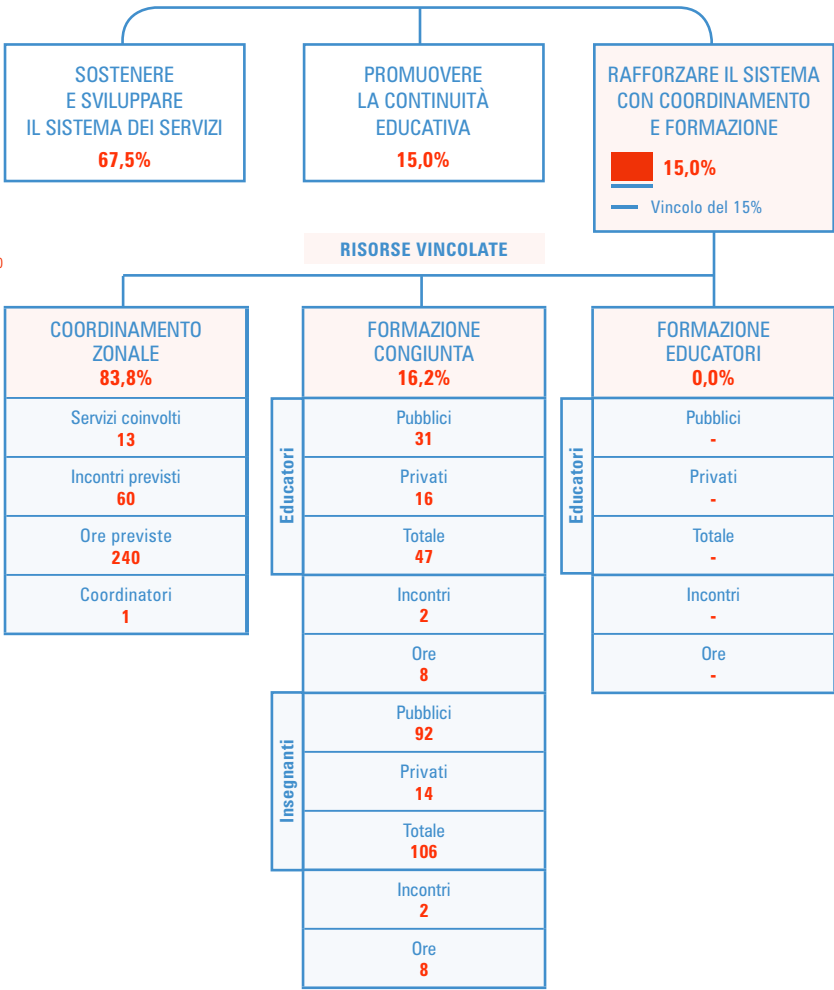 SOSTENERE
E SVILUPPARE
IL SISTEMA DEI SERVIZI
67,5%
PROMUOVERE
LA CONTINUITÀ
EDUCATIVA
15,0%
RAFFORZARE IL SISTEMA
CON COORDINAMENTO
E FORMAZIONE
15,0%
Vincolo del 15%
RISORSE VINCOLATE
COORDINAMENTO
ZONALE
83,8%
Servizi coinvolti
13
Incontri previsti
60
Ore previste
240
Coordinatori
1
FORMAZIONE
CONGIUNTA
16,2%
Educatori
Pubblici
31
Privati
16
Totale
47
Incontri
2
Ore
8
Insegnanti
Pubblici
92
Privati
14
Totale
106
Incontri
2
Ore
8
FORMAZIONE
EDUCATORI
0,0%
Educatori
Pubblici
-
Privati
-
Totale
-
Incontri
-
Ore
-